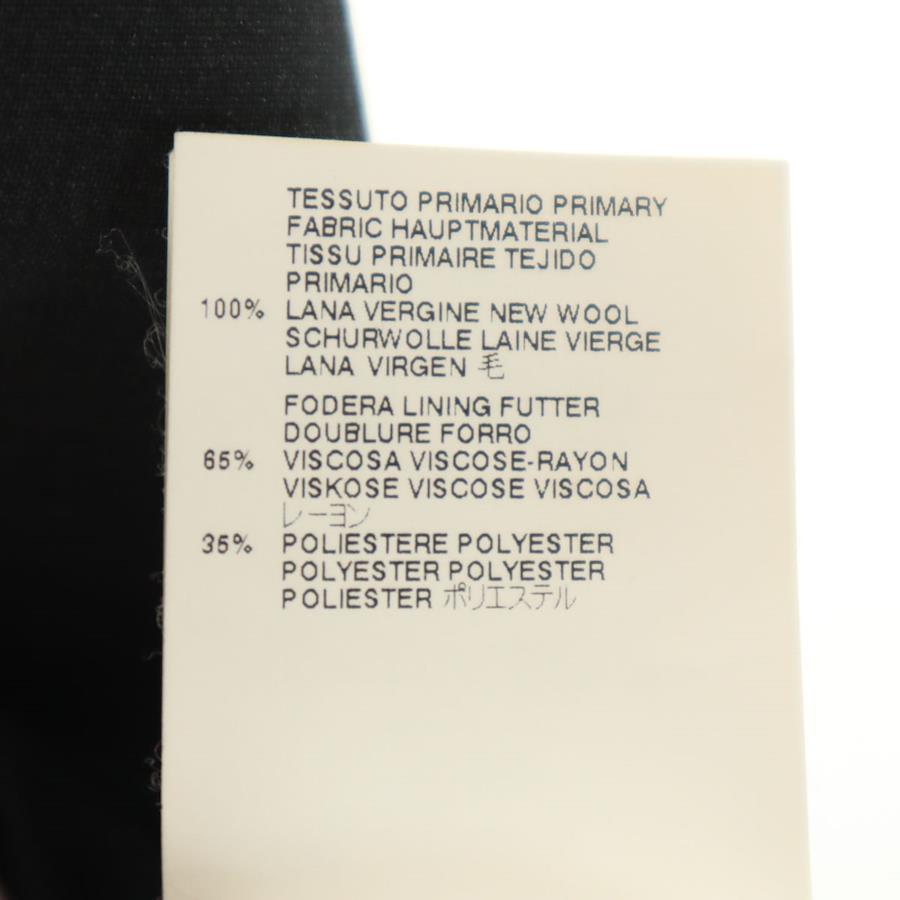 TESSUTO PRIMARIO PRIMARY
FABRIC HAUPTMATERIAL
TISSU PRIMAIRE TEJIDO
PRIMARIO
100% LANA VERGINE NEW WOOL
SCHURWOLLE LAINE VIERGE
LANA VIRGEN 毛
FODERA LINING FUTTER
DOUBLURE FORRO
65% VISCOSA VISCOSE-RAYON
VISKOSE VISCOSE VISCOSA
レーヨン
35% POLIESTERE POLYESTER
POLYESTER POLYESTER
POLIESTER ポリエステル